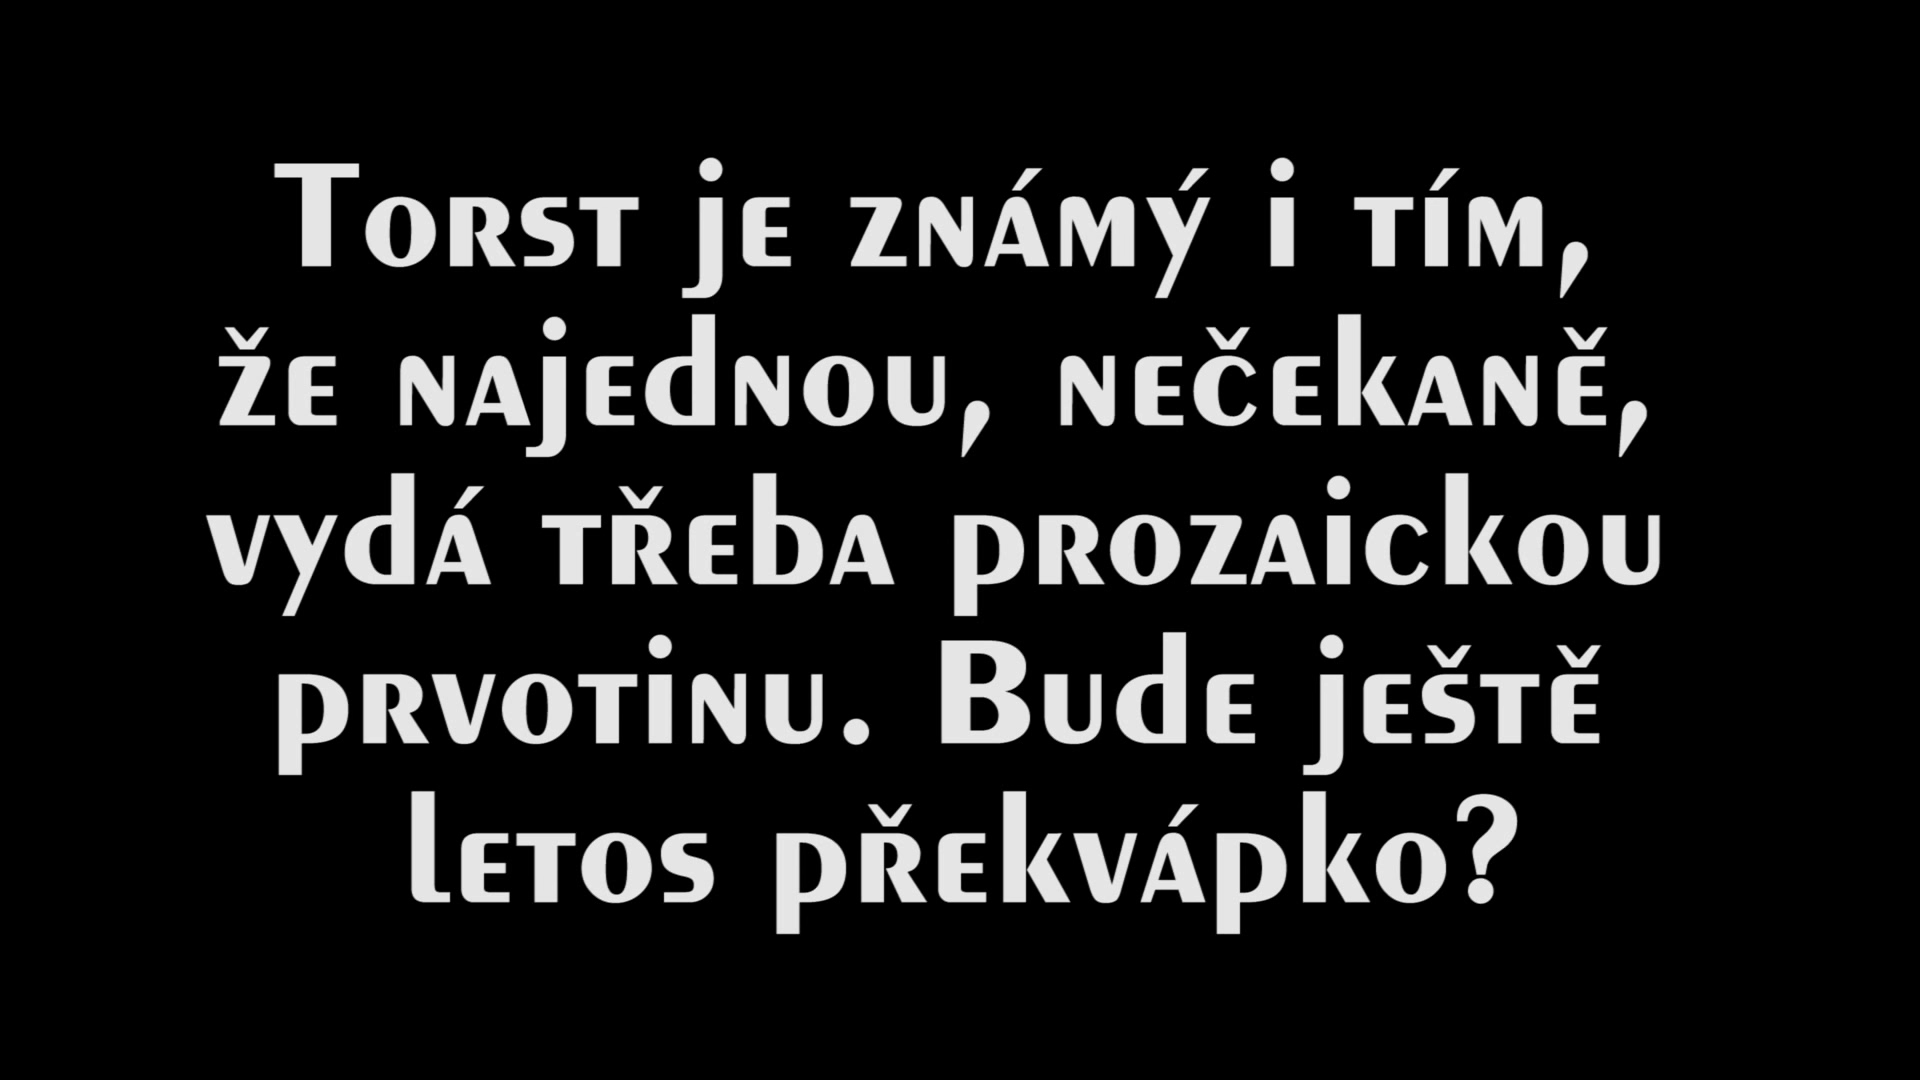 Torst je známý i tím,
že najednou, nečekaně,
vydá třeba prozaickou
prvotinu. Bude ještě
letos překvápko?